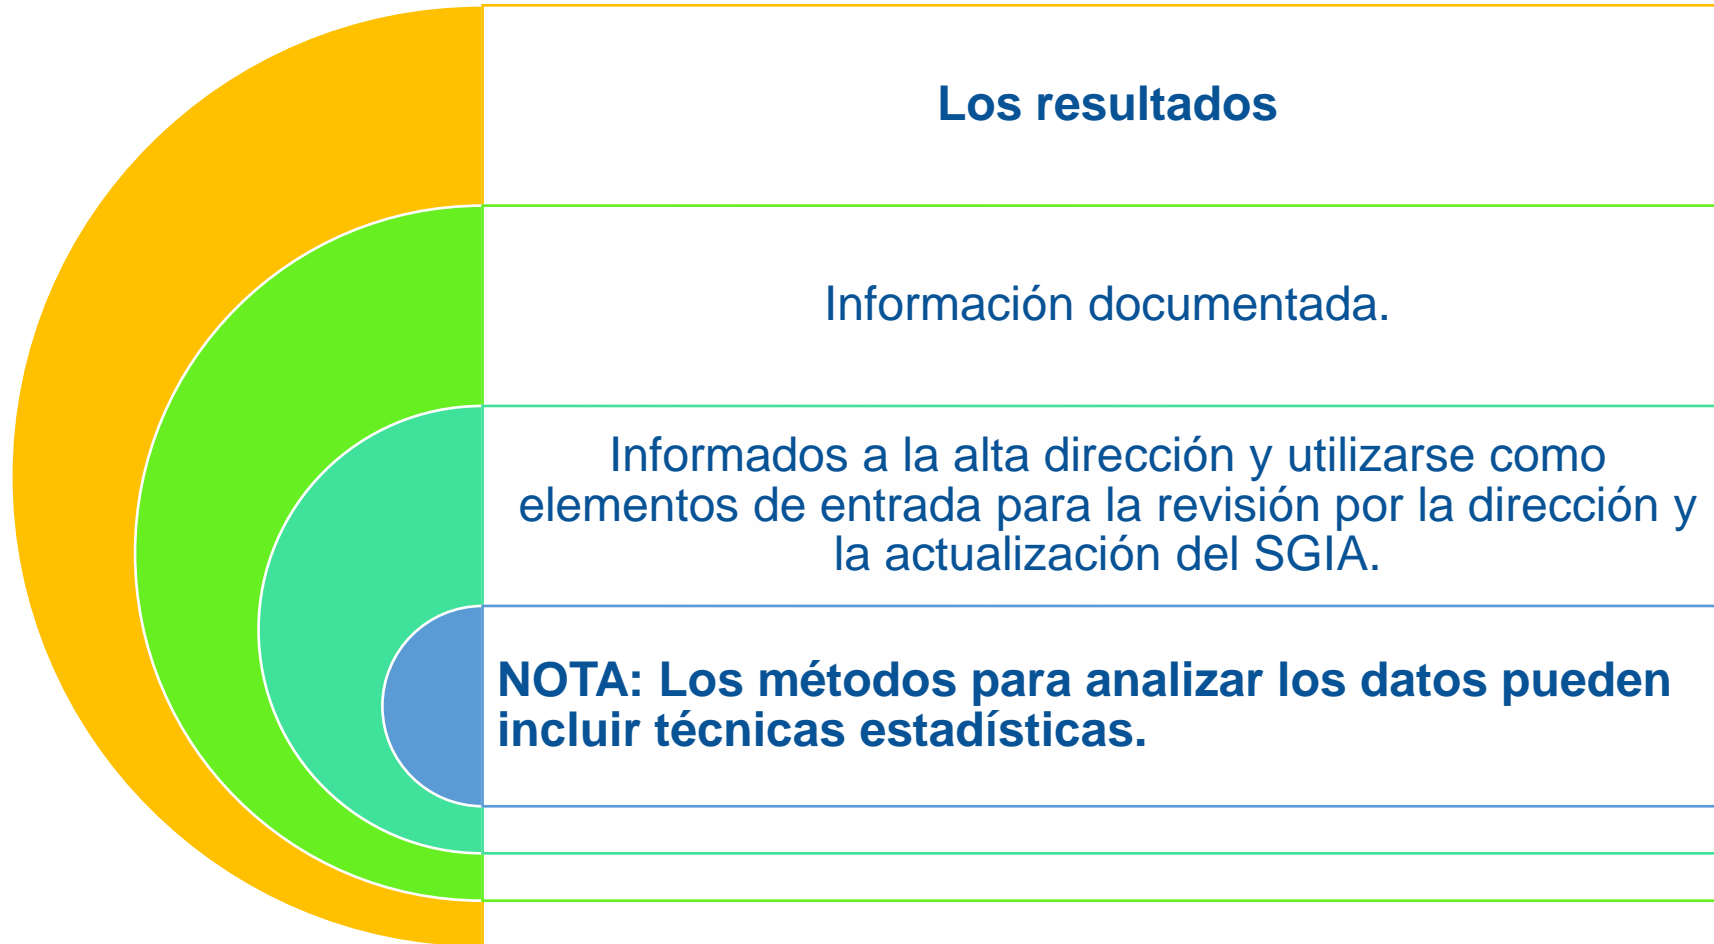 Los resultados
Información documentada.
Informados a la alta dirección y utilizarse como
elementos de entrada para la revisión por la dirección y
la actualización del SGIA.
NOTA: Los métodos para analizar los datos pueden
incluir técnicas estadísticas.